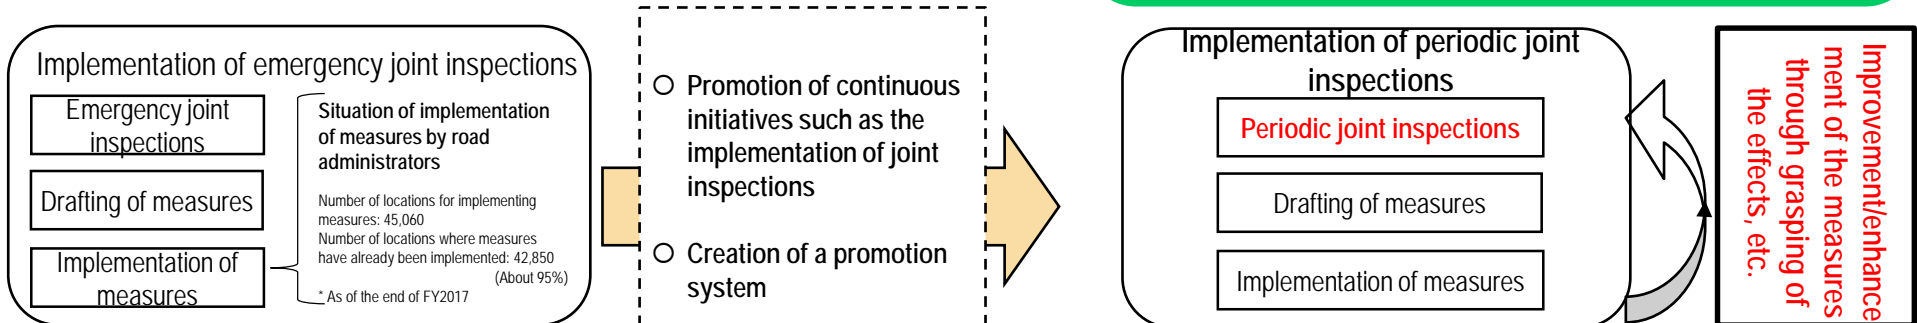 Implementation of emergency joint inspections
Emergency joint
inspections
Drafting of measures
Implementation of
measures
Situation of implementation
of measures by road
administrators
Number of locations for implementing
measures: 45,060
Number of locations where measures
have already been implemented: 42,850
(About 95%)
* As of the end of FY2017
○ Promotion of continuous
initiatives such as the
implementation of joint
inspections
○ Creation of a promotion
system
Implementation of periodic joint
inspections
Periodic joint inspections
Drafting of measures
Implementation of measures
Improvement/enhance
ment of the measures
through grasping of
the effects, etc.